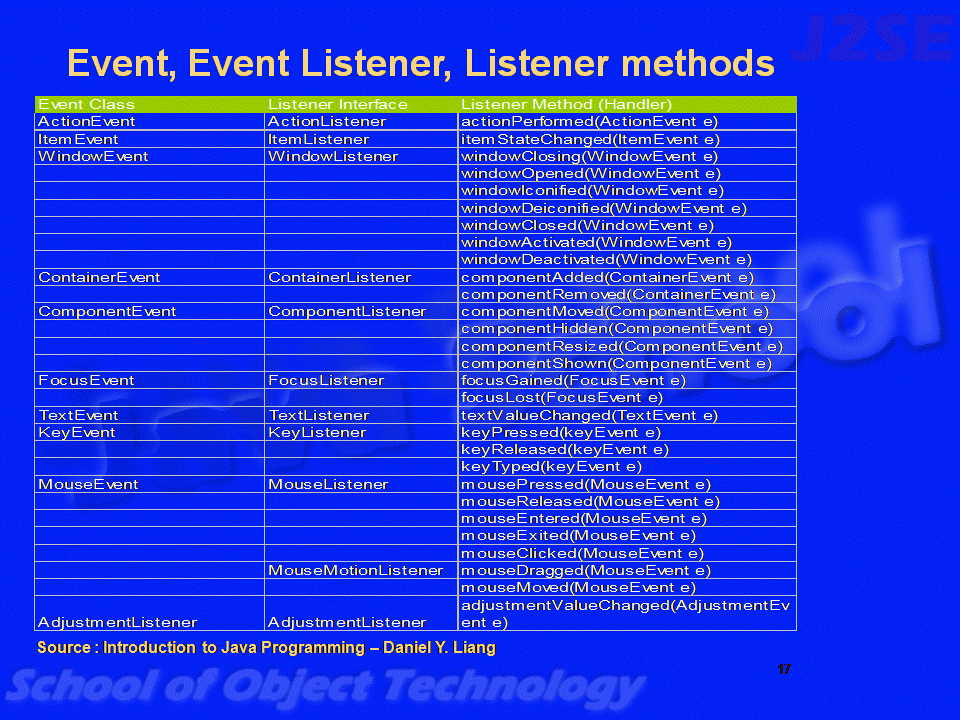 J2SE
Event, Event Listener, Listener methods
Event Class Listener Interface Listener Method (Handler)
ActionEvent ActionListener actionPerformed(ActionEvent e)
ItemEvent ItemListener itemStateChanged(ItemEvent e)
WindowEvent WindowListener windowClosing(WindowEvent e)
windowOpened(WindowEvent e)
windowIconified(WindowEvent e)
windowDeiconified(WindowEvent e)
windowClosed(WindowEvent e)
windowActivated(WindowEvent e)
windowDeactivated(WindowEvent e)
ContainerEvent ContainerListener componentAdded(ContainerEvent e)
componentRemoved(ContainerEvent e)
ComponentEvent ComponentListener componentMoved(ComponentEvent e)
componentHidden(ComponentEvent e)
componentResized(ComponentEvent e)
componentShown(ComponentEvent e)
FocusEvent FocusListener focusGained(FocusEvent e)
focusLost(FocusEvent e)
TextEvent TextListener textValueChanged(TextEvent e)
KeyEvent KeyListener keyPressed(keyEvent e)
keyReleased(keyEvent e)
keyTyped(keyEvent e)
MouseEvent MouseListener mousePressed(MouseEvent e)
mouseReleased(MouseEvent e)
mouseEntered(MouseEvent e)
mouseExited(MouseEvent e)
mouseClicked(MouseEvent e)
MouseMotionListener mouseDragged(MouseEvent e)
mouseMoved(MouseEvent e)
adjustmentValueChanged(AdjustmentEv
AdjustmentListener AdjustmentListener ent e)
Source : Introduction to Java Programming – Daniel Y. Liang
17
School of Object Technology